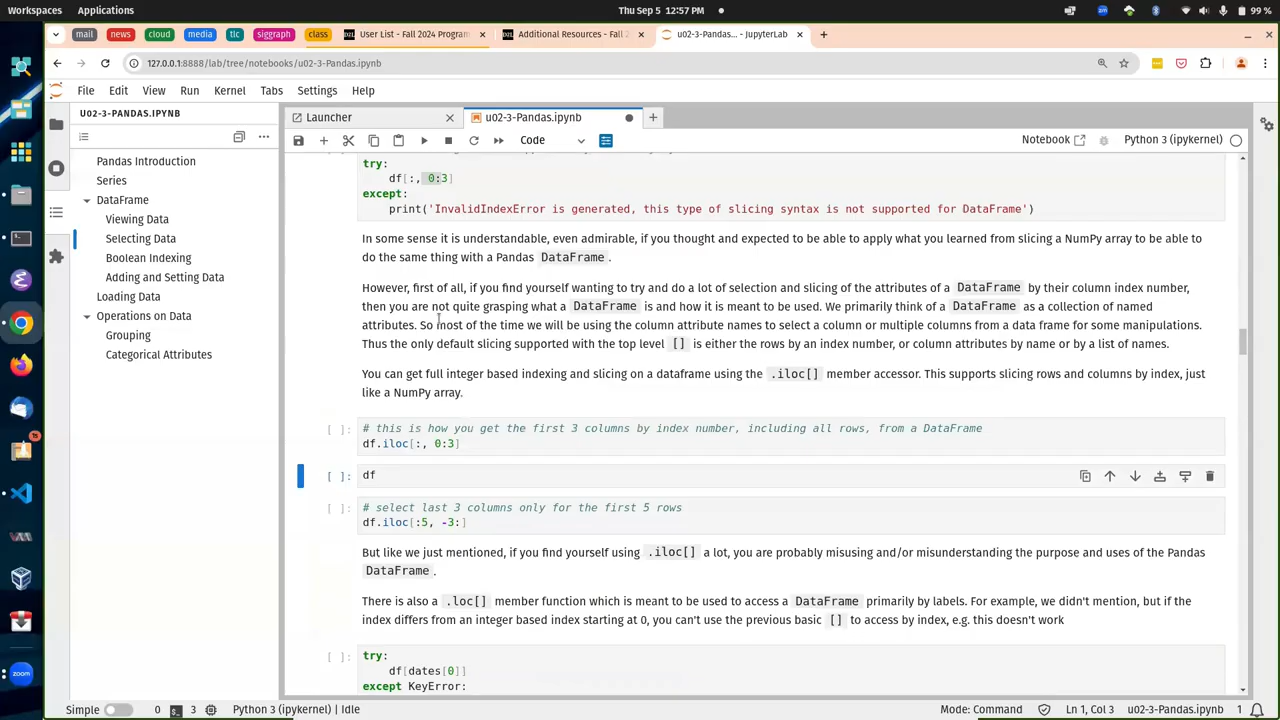 Workspaces Applications Thu Sep 5 12:57 PM 99 %
mail news cloud media tlc siggraph class User List - Fall 2024 Program Additional Resources - Fall 2 u02-3-Pandas... - JupyterLab
127.0.0.1:8888/lab/tree/notebooks/u02-3-Pandas.ipynb
File Edit View Run Kernel Tabs Settings Help
U02-3-PANDAS.IPYNB
Pandas Introduction
Series
DataFrame
Viewing Data
Selecting Data
Boolean Indexing
Adding and Setting Data
Loading Data
Operations on Data
Grouping
Categorical Attributes
Launcher u02-3-Pandas.ipynb
Code Notebook Python 3 (ipykernel)
try:
df[:, 0:3]
except:
print('InvalidIndexError is generated, this type of slicing syntax is not supported for DataFrame')
In some sense it is understandable, even admirable, if you thought and expected to be able to apply what you learned from slicing a NumPy array to be able to
do the same thing with a Pandas DataFrame .
However, first of all, if you find yourself wanting to try and do a lot of selection and slicing of the attributes of a DataFrame by their column index number,
then you are not quite grasping what a DataFrame is and how it is meant to be used. We primarily think of a DataFrame as a collection of named
attributes. So most of the time we will be using the column attribute names to select a column or multiple columns from a data frame for some manipulations.
Thus the only default slicing supported with the top level [] is either the rows by an index number, or column attributes by name or by a list of names.
You can get full integer based indexing and slicing on a dataframe using the .iloc[] member accessor. This supports slicing rows and columns by index, just
like a NumPy array.
[ ]: # this is how you get the first 3 columns by index number, including all rows, from a DataFrame
df.iloc[:, 0:3]
[ ]: df
[ ]: # select last 3 columns only for the first 5 rows
df.iloc[:5, -3:]
But like we just mentioned, if you find yourself using .iloc[] a lot, you are probably misusing and/or misunderstanding the purpose and uses of the Pandas
DataFrame .
There is also a .loc[] member function which is meant to be used to access a DataFrame primarily by labels. For example, we didn't mention, but if the
index differs from an integer based index starting at 0, you can't use the previous basic [] to access by index, e.g. this doesn't work
[ ]: try:
df[dates[0]]
except KeyError:
Simple 0 3 Python 3 (ipykernel) | Idle Mode: Command Ln 1, Col 3 u02-3-Pandas.ipynb 1